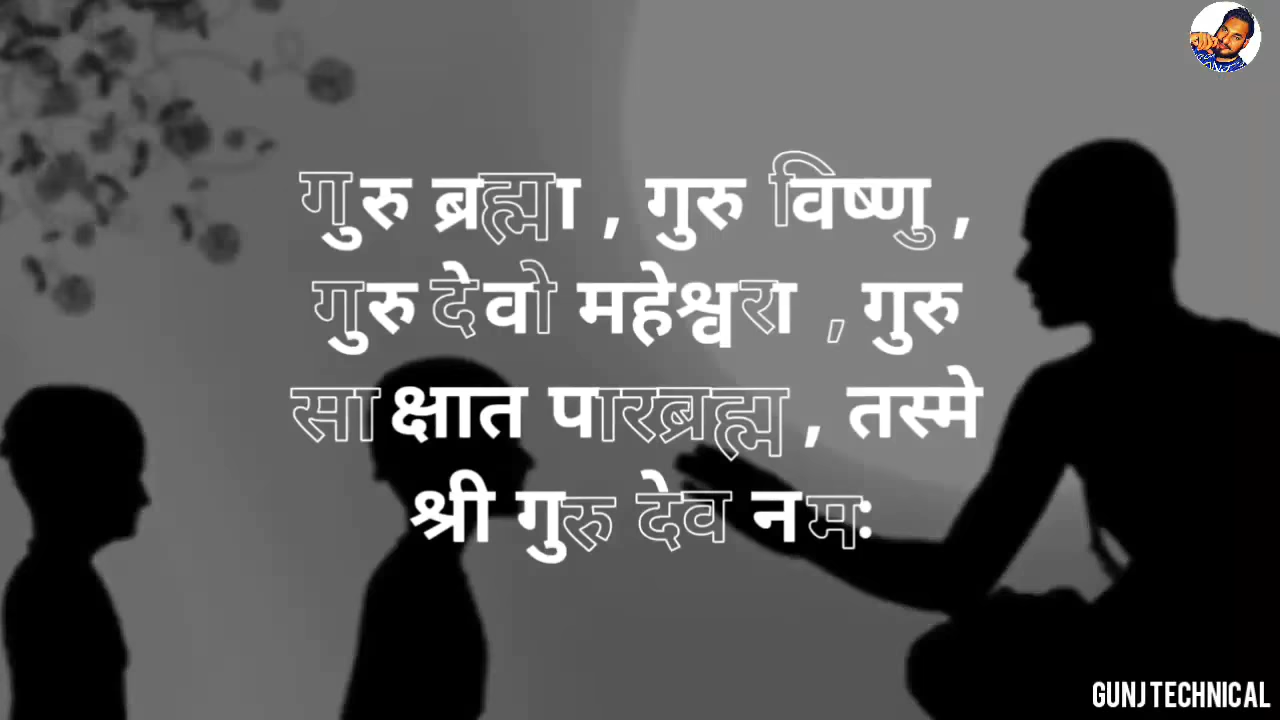 गुरु ब्रह्मा , गुरु विष्णु ,
गुरु देवो महेश्वरा , गुरु
साक्षात पारब्रह्म , तस्मे
श्री गुरु देव नमः
GUNJ TECHNICAL